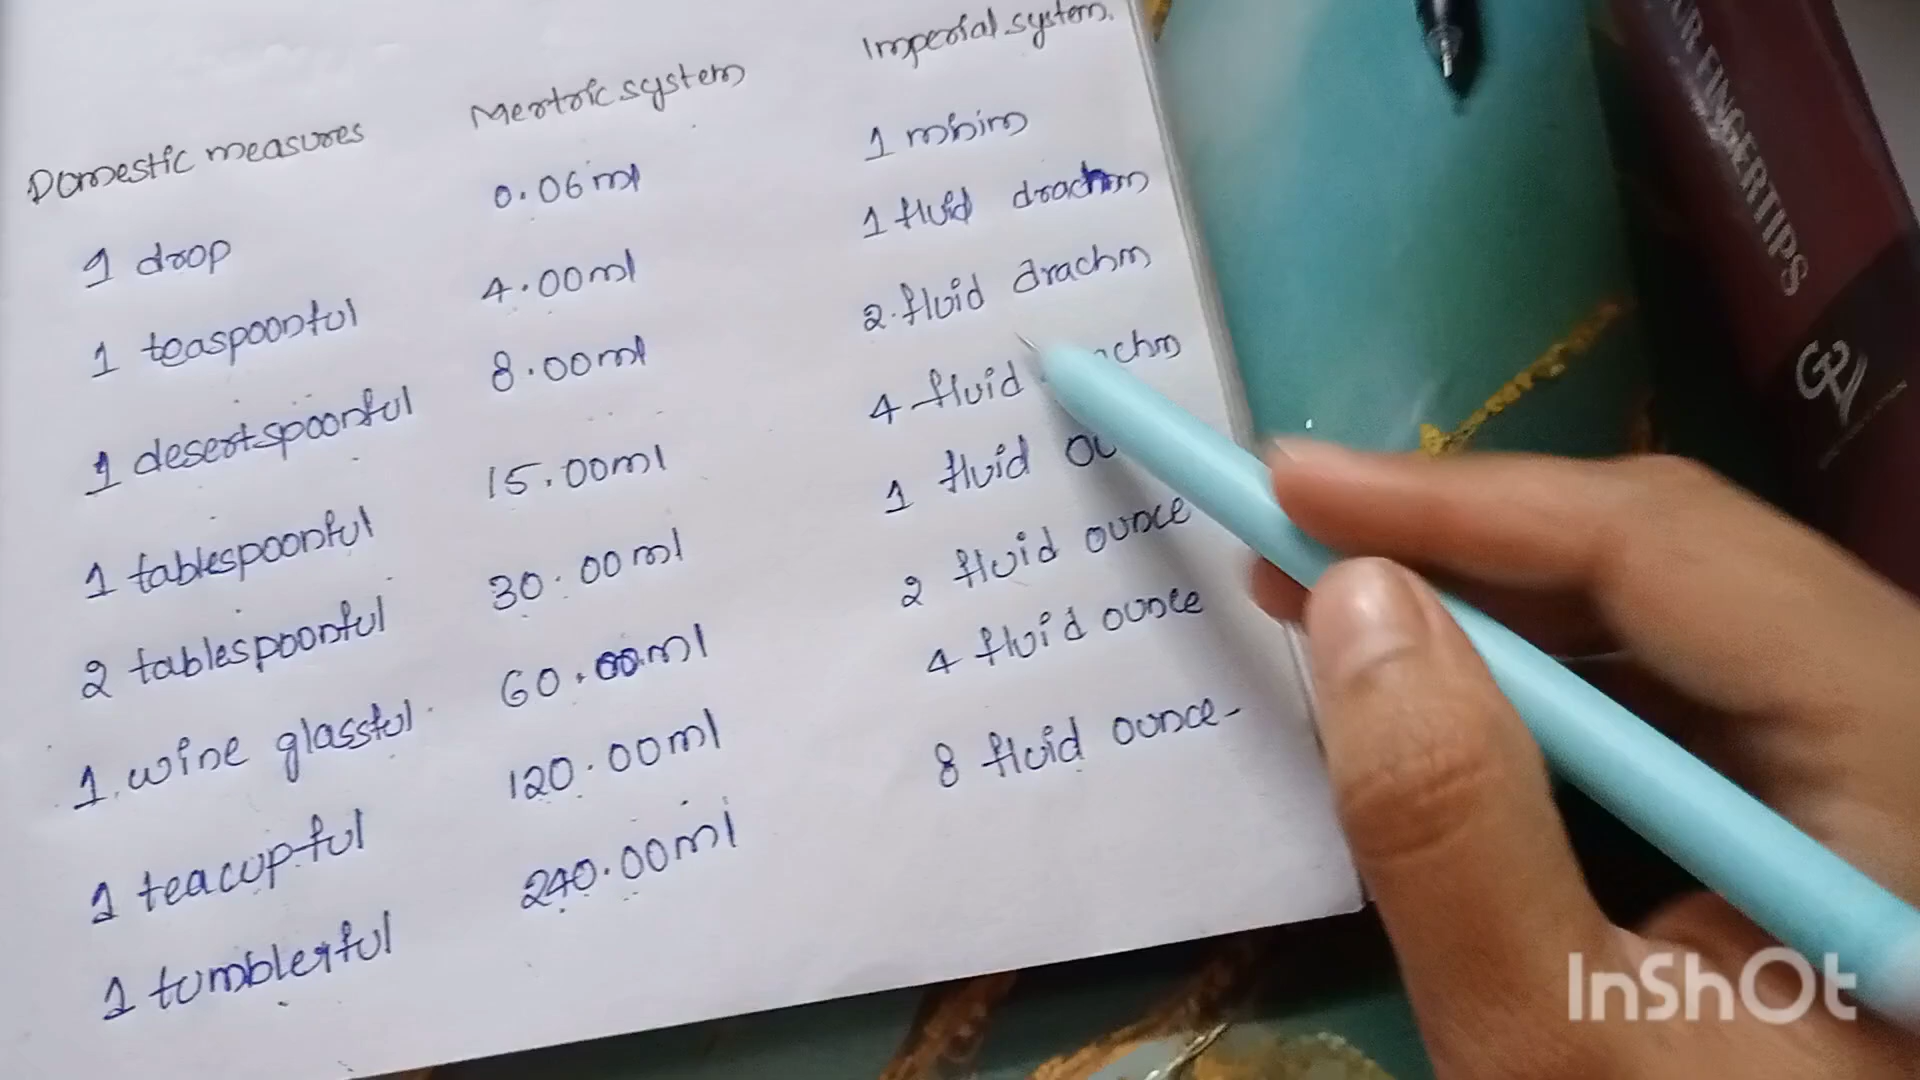 Domestic measures Mertric system Imperial system.
1 drop 0.06 ml 1 mnim
1 teaspoonful 4.00 ml 1 fluid drachm
1 desertspoonful 8.00 ml 2 fluid drachm
1 tablespoonful 15.00 ml 4 fluid
2 tablespoonful 30.00 ml 1 fluid
1 wine glassful 60.00 ml 2 fluid ounce
1 teacupful 120.00 ml 4 fluid ounce
1 tumblerful 240.00 ml 8 fluid ounce
FINGERTIPS
InShOt